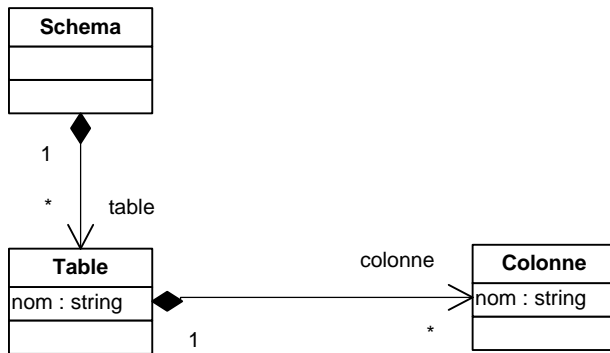 Schema
1
* table
Table
nom : string
colonne
1
*
Colonne
nom : string